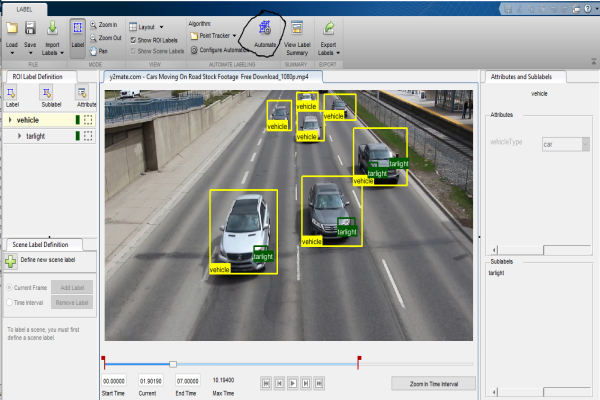 LABEL
Load
Save
Import
Labels
FILE
Label
Zoom In
Zoom Out
Pan
MODE
Layout
Show ROI Labels
Show Scene Labels
VIEW
Algorithm:
Point Tracker
Configure Automation
AUTOMATE LABELING
Automate
View Label
Summary
SUMMARY
Export
Labels
EXPORT
ROI Label Definition
Label
Sublabel
Attribute
vehicle
tarlight
Scene Label Definition
Define new scene label
Current Frame
Add Label
Time Interval
Remove Label
To label a scene, you must first
define a scene label.
y2mate.com - Cars Moving On Road Stock Footage Free Download_1080p.mp4
vehicle
vehicle
vehicle
vehicle
vehicle
vehicle
vehicle
tarlight
tarlight
tarlight
tarlight
00.00000
01.90190
07.00000
10.19400
Start Time
Current
End Time
Max Time
Zoom in Time Interval
Attributes and Sublabels
vehicle
Attributes
vehicleType
car
Sublabels
tarlight